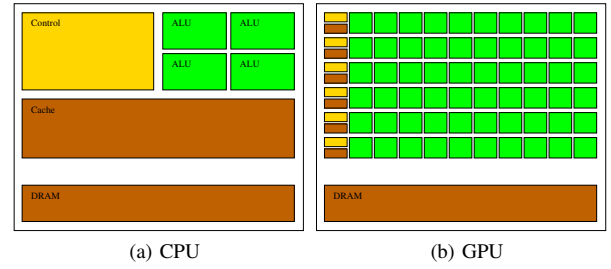 Control
ALU
ALU
ALU
ALU
Cache
DRAM
(a) CPU
DRAM
(b) GPU